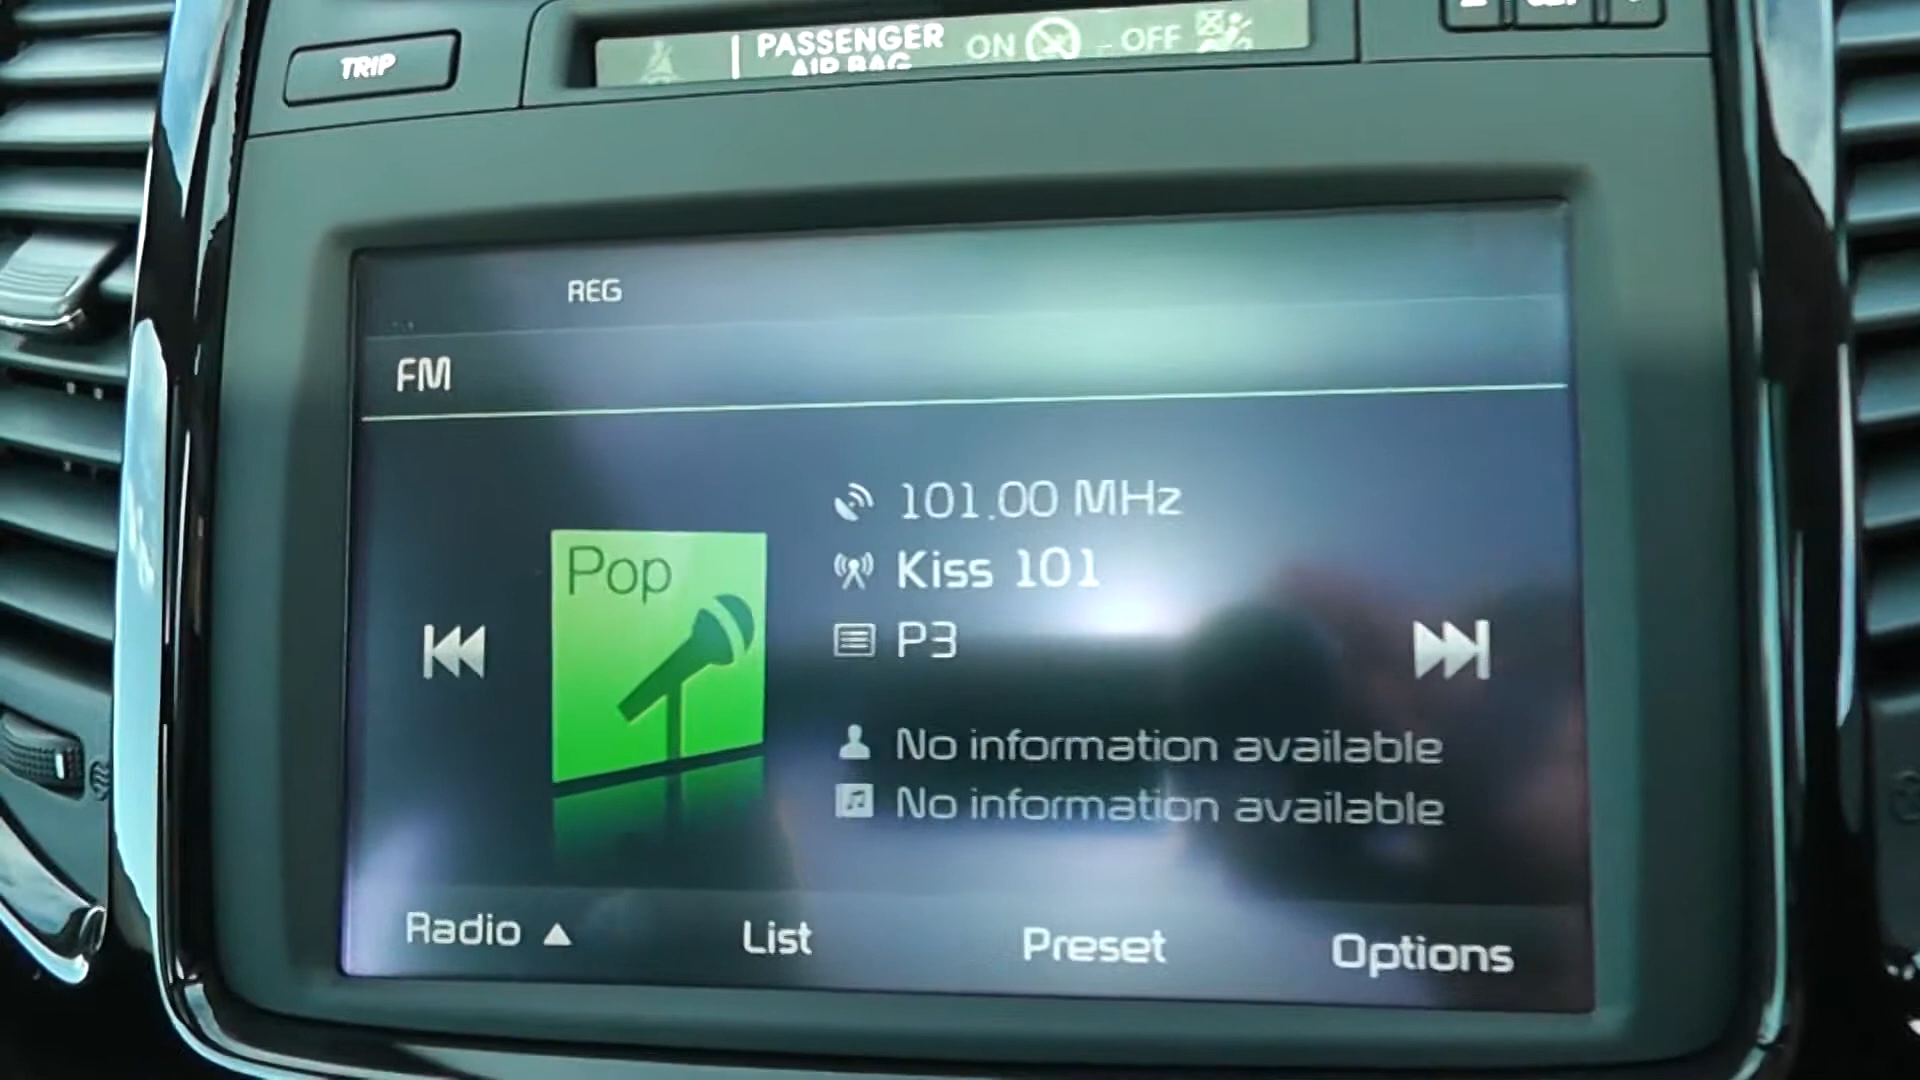 TRIP
PASSENGER
AIR BAG
ON OFF
REG
FM
Pop
101.00 MHz
Kiss 101
P3
No information available
No information available
Radio ▲
List
Preset
Options